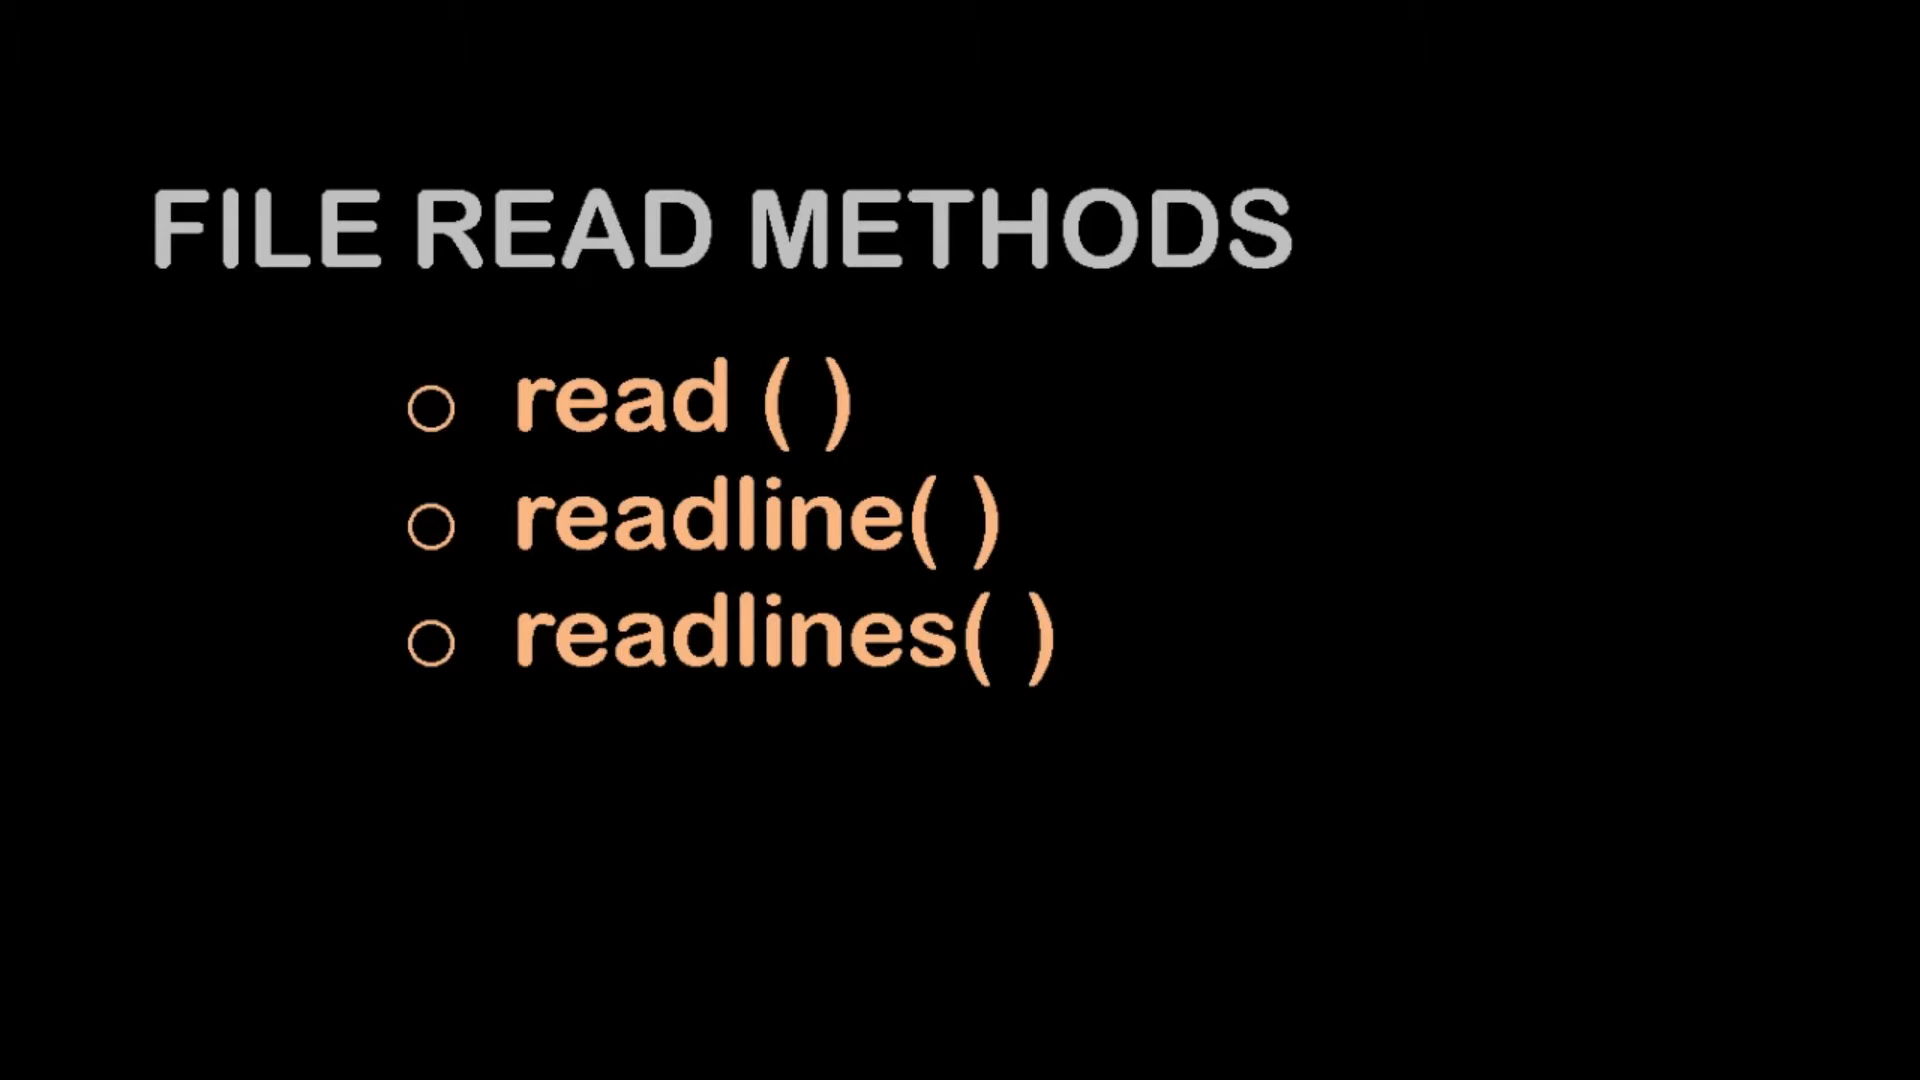 FILE READ METHODS
○ read ( )
○ readline( )
○ readlines( )